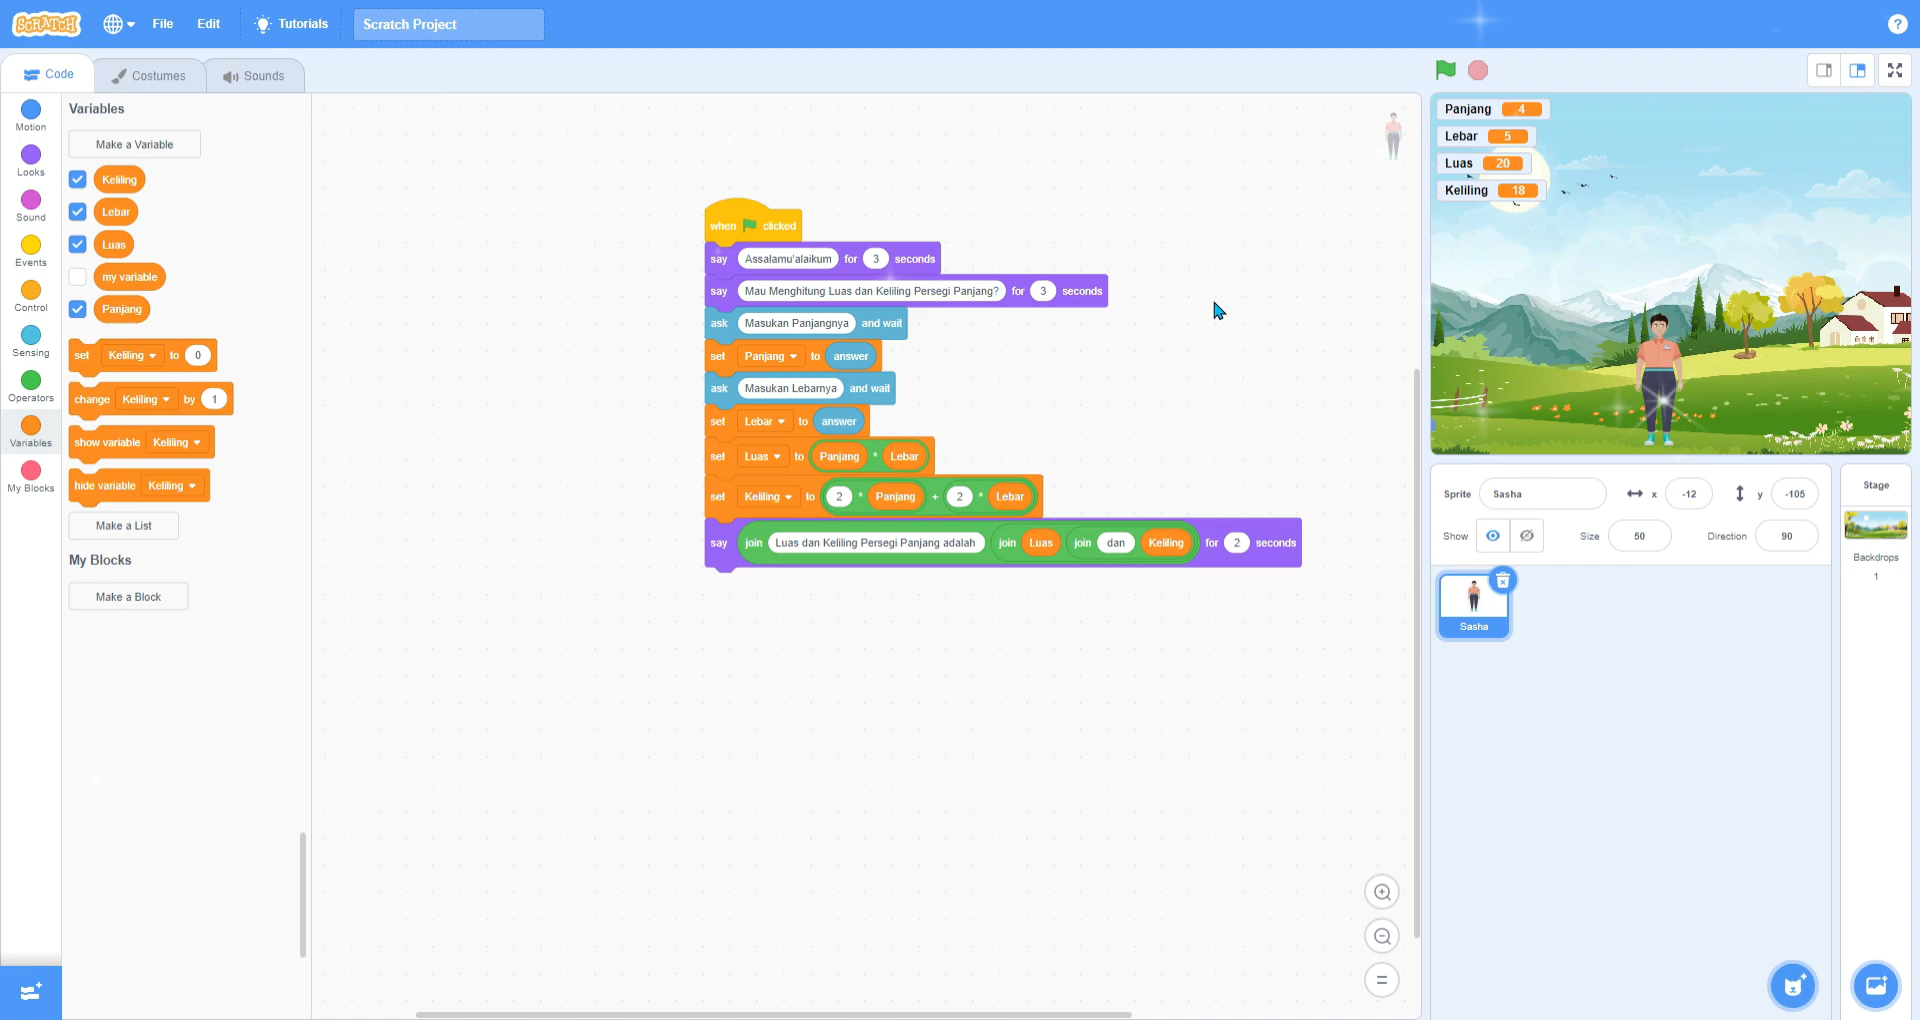 SCRATCH File Edit Tutorials Scratch Project ?
Code Costumes Sounds
Motion
Looks
Sound
Events
Control
Sensing
Operators
Variables
My Blocks
Variables
Make a Variable
Keliling
Lebar
Luas
my variable
Panjang
set Keliling to 0
change Keliling by 1
show variable Keliling
hide variable Keliling
Make a List
My Blocks
Make a Block
when clicked
say Assalamu'alaikum for 3 seconds
say Mau Menghitung Luas dan Keliling Persegi Panjang? for 3 seconds
ask Masukan Panjangnya and wait
set Panjang to answer
ask Masukan Lebarnya and wait
set Lebar to answer
set Luas to Panjang * Lebar
set Keliling to 2 * Panjang + 2 * Lebar
say join Luas dan Keliling Persegi Panjang adalah join Luas join dan Keliling for 2 seconds
Panjang 4
Lebar 5
Luas 20
Keliling 18
Sprite Sasha x -12 y -105
Show Size 50 Direction 90
Sasha
Stage
Backdrops
1